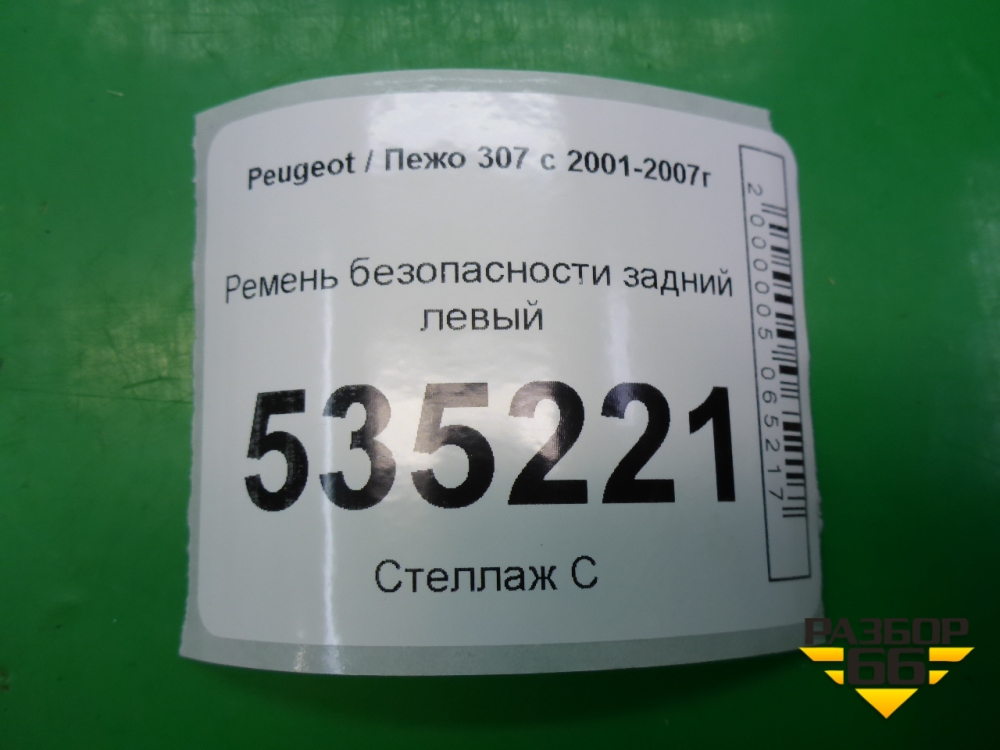 Peugeot / Пежо 307 с 2001-2007г
Ремень безопасности задний
левый
535221
Стеллаж С
2000005065217
РАЗБОР
66